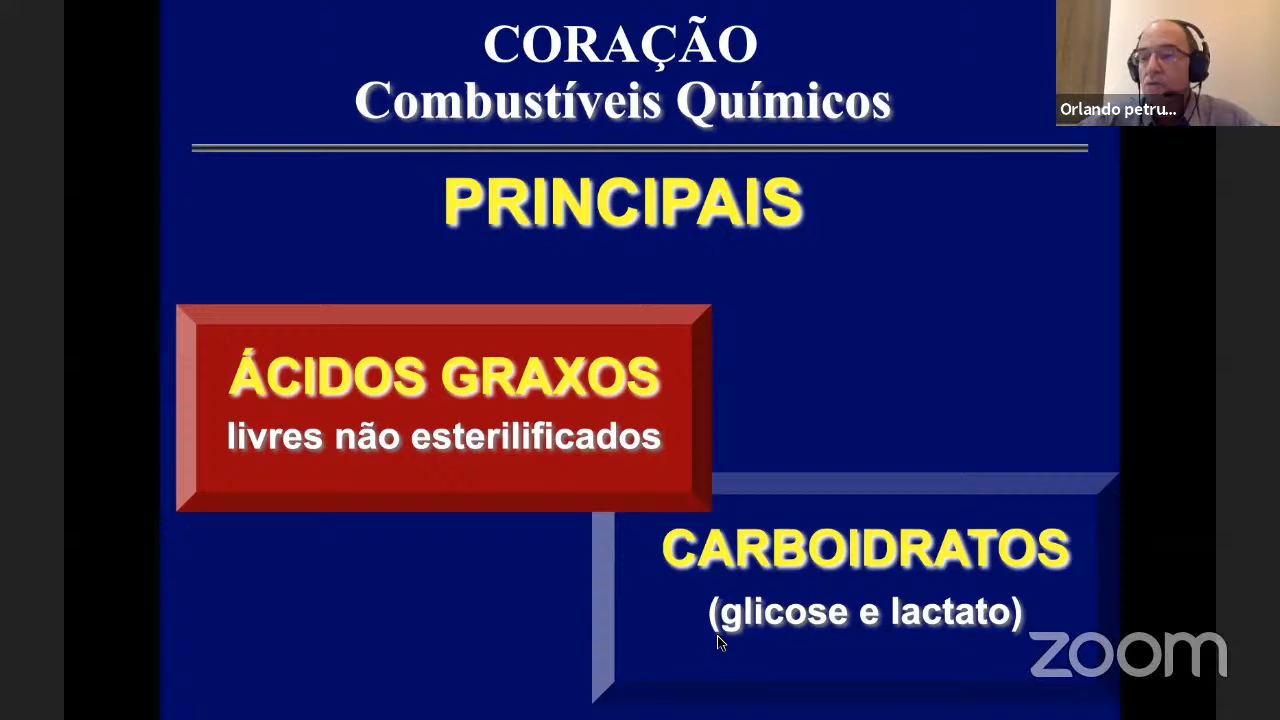 CORAÇÃO
Combustíveis Químicos
Orlando petru...
PRINCIPAIS
ÁCIDOS GRAXOS
livres não esterilificados
CARBOIDRATOS
(glicose e lactato)
zoom